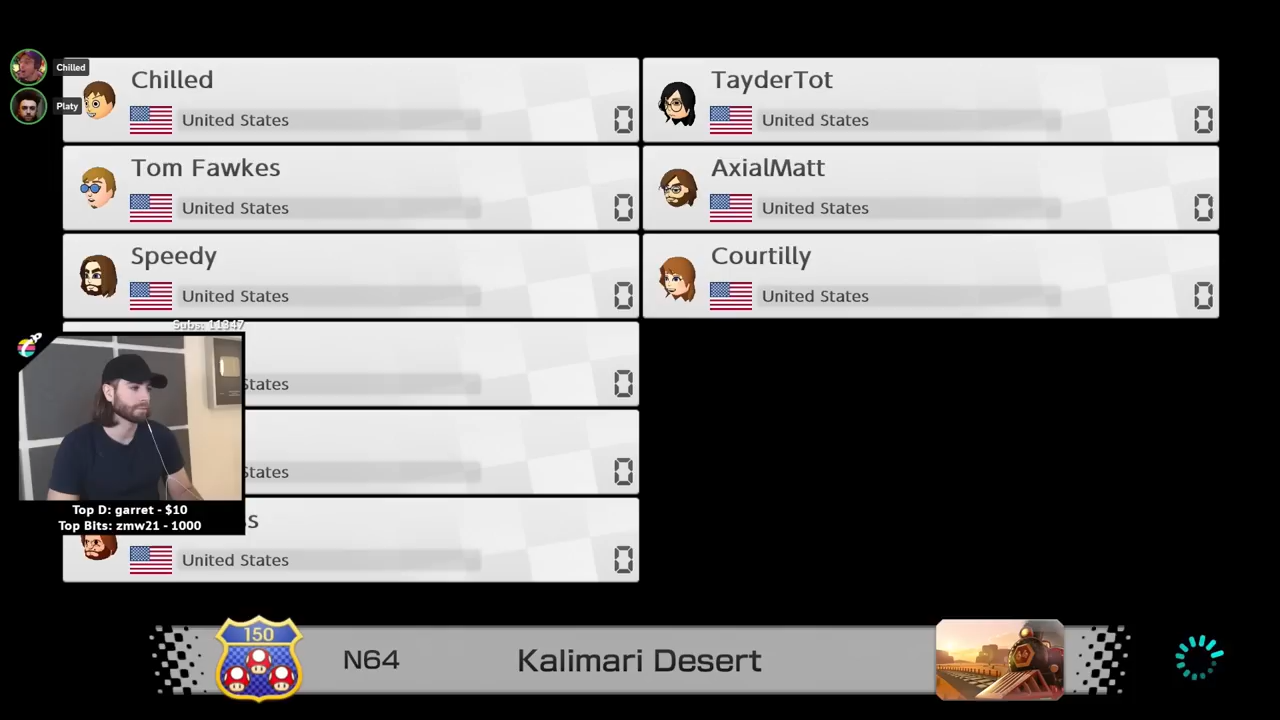 Chilled
Platy
Chilled
United States
0
TayderTot
United States
0
Tom Fawkes
United States
0
AxialMatt
United States
0
Speedy
United States
0
Courtilly
United States
0
Subs: 11347
States
0
States
0
Top D: garret - $10
Top Bits: zmw21 - 1000
United States
0
150
N64
Kalimari Desert